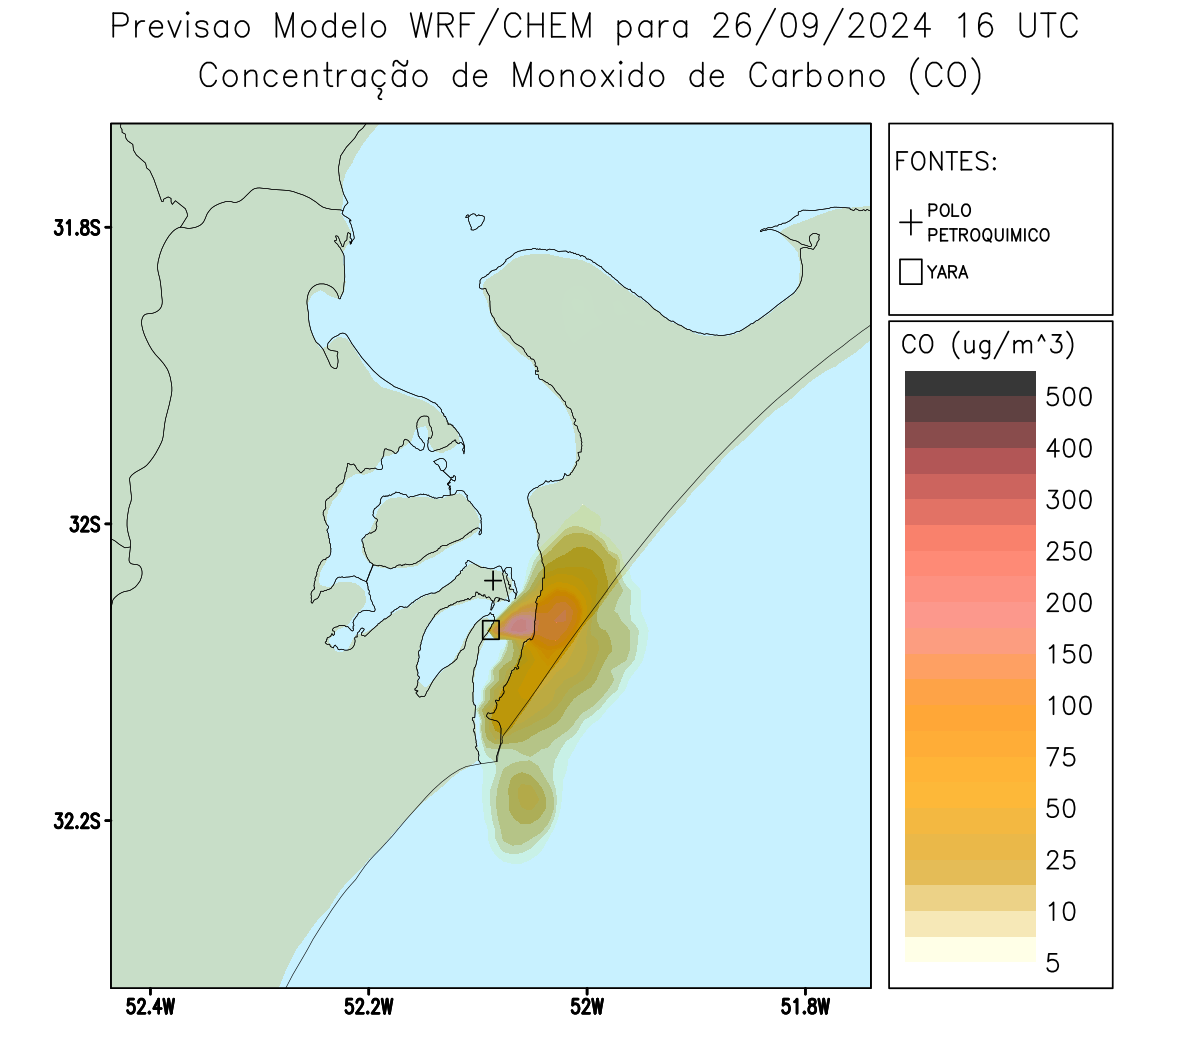 Previsao Modelo WRF/CHEM para 26/09/2024 16 UTC
Concentração de Monoxido de Carbono (CO)
FONTES:
POLO
PETROQUIMICO
YARA
CO (ug/m^3)
500
400
300
250
200
150
100
75
50
25
10
5
31.8S
32S
32.2S
52.4W
52.2W
52W
51.8W